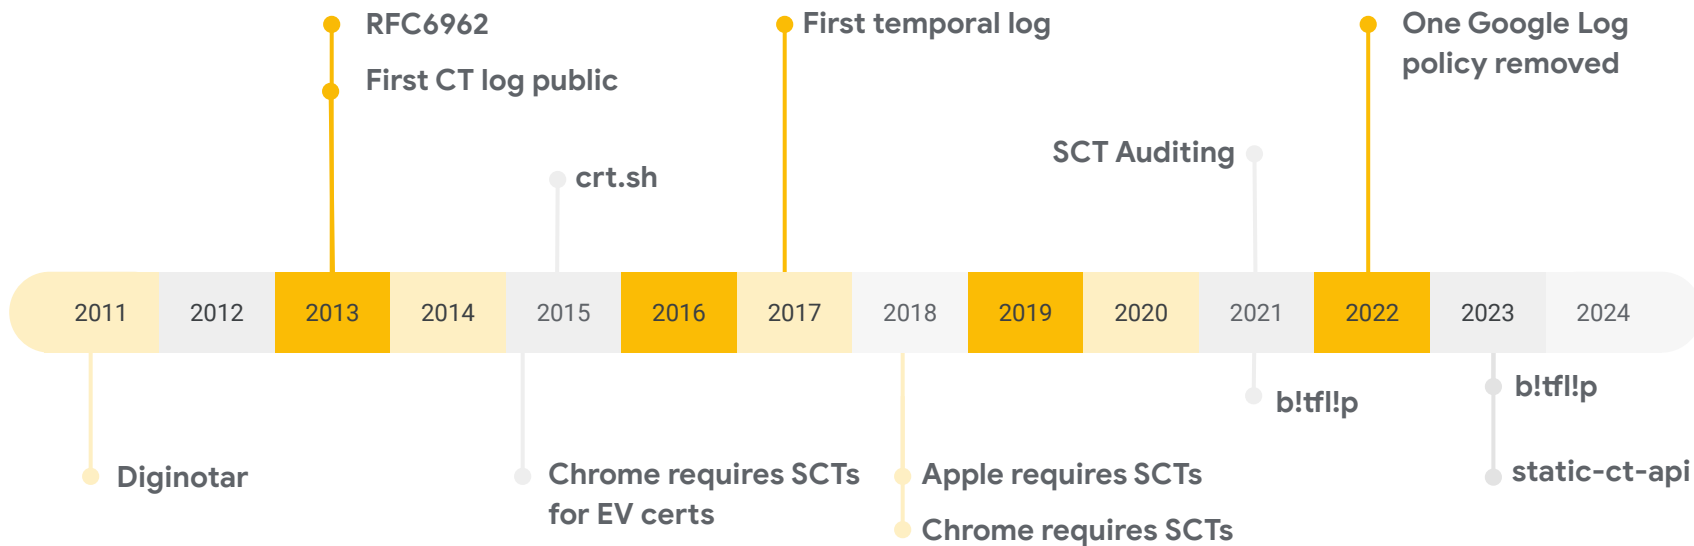 RFC6962
First CT log public
First temporal log
One Google Log
policy removed
crt.sh
SCT Auditing
2011
2012
2013
2014
2015
2016
2017
2018
2019
2020
2021
2022
2023
2024
Diginotar
Chrome requires SCTs
for EV certs
Apple requires SCTs
Chrome requires SCTs
b!tfl!p
b!tfl!p
static-ct-api